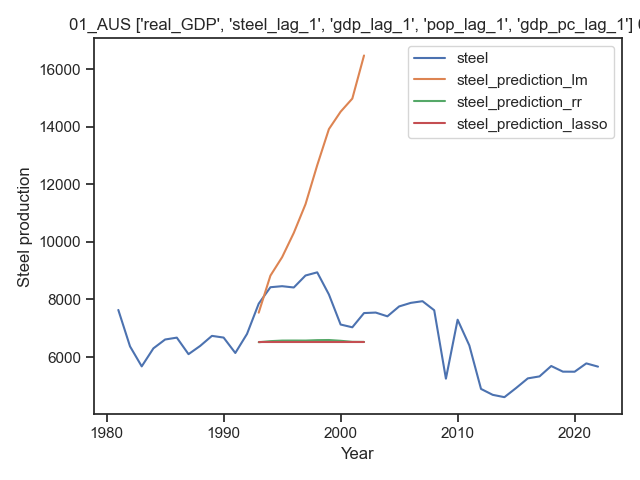 01_AUS ['real_GDP', 'steel_lag_1', 'gdp_lag_1', 'pop_lag_1', 'gdp_pc_lag_1']
steel
steel_prediction_lm
steel_prediction_rr
steel_prediction_lasso
Steel production
16000
14000
12000
10000
8000
6000
1980
1990
2000
2010
2020
Year